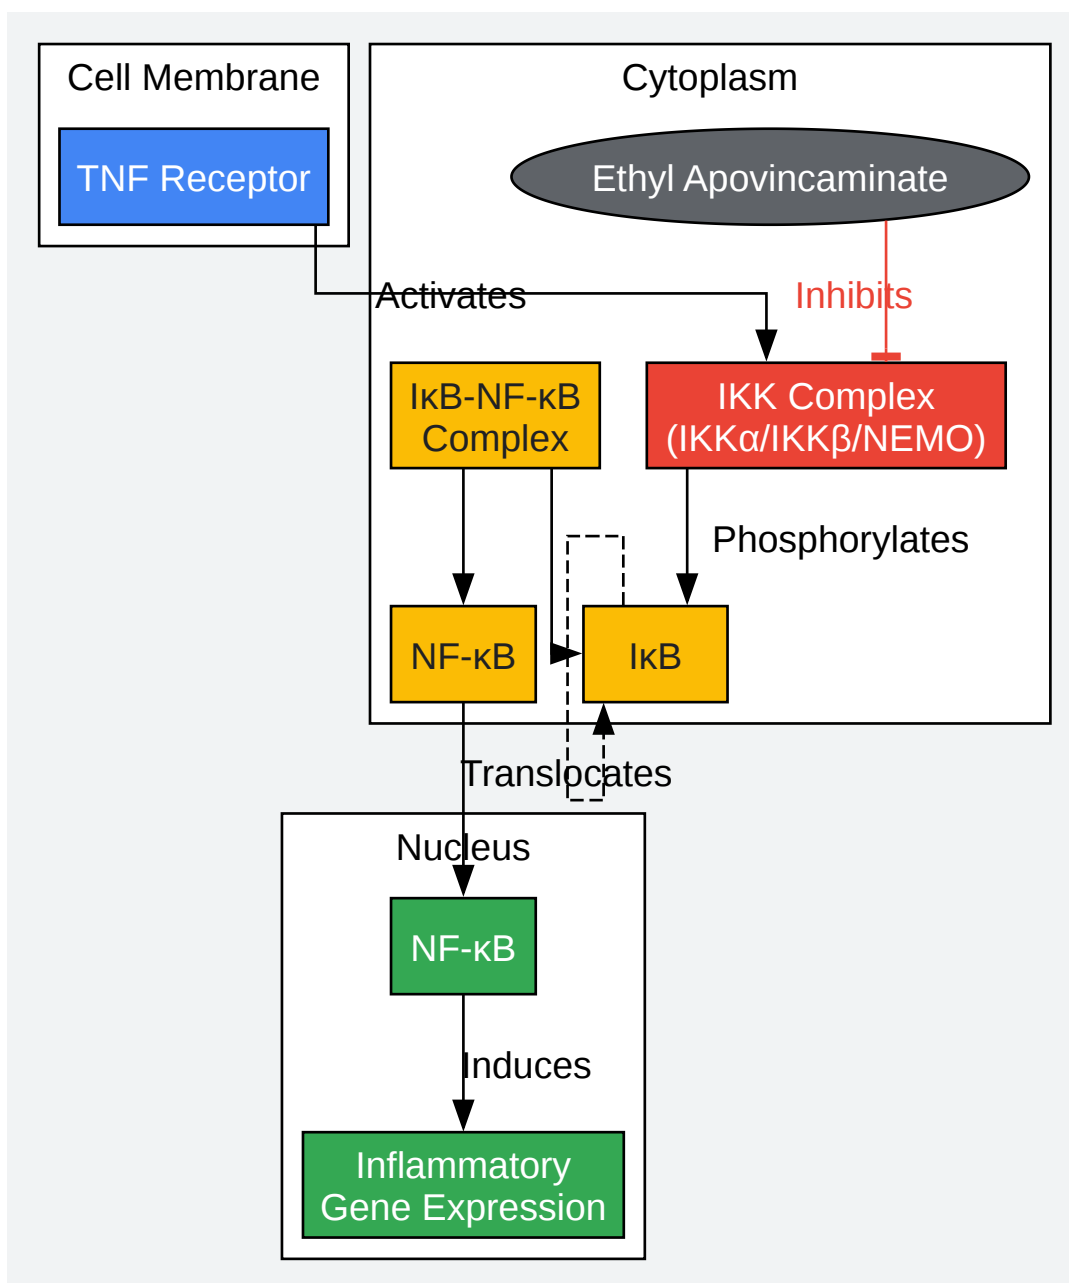 Cell Membrane
Cytoplasm
TNF Receptor
Ethyl Apovincaminate
Activates
Inhibits
IκB-NF-κB
Complex
IKK Complex
(IKKα/IKKβ/NEMO)
Phosphorylates
NF-κB
IκB
Translocates
Nucleus
NF-κB
Induces
Inflammatory
Gene Expression